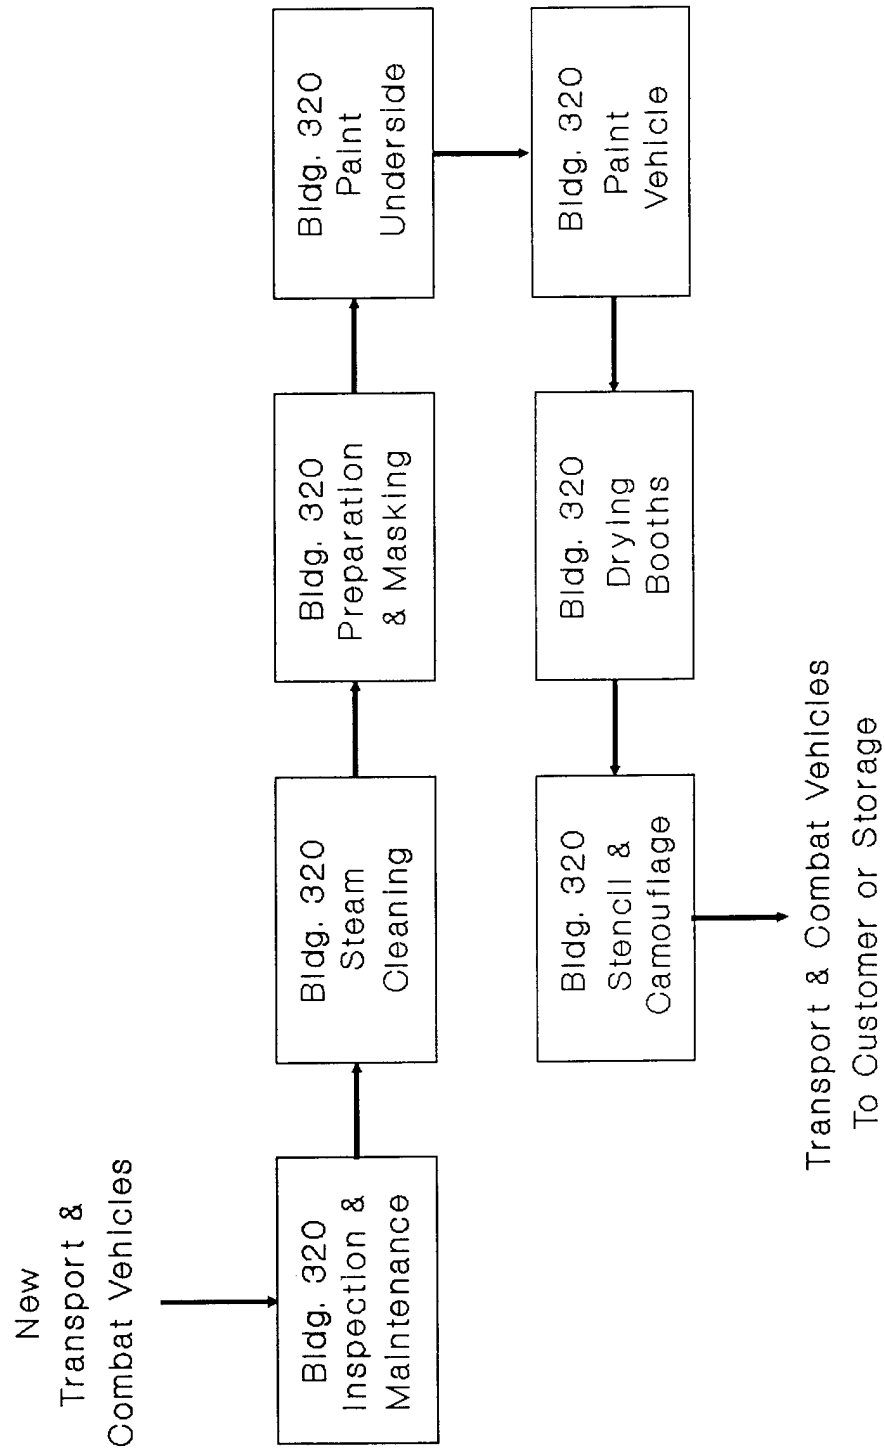 New
Transport &
Combat Vehicles
Bldg. 320
Inspection &
Maintenance
Bldg. 320
Steam
Cleaning
Bldg. 320
Preparation
& Masking
Bldg. 320
Paint
Underside
Bldg. 320
Paint
Vehicle
Bldg. 320
Drying
Booths
Bldg. 320
Stencil &
Camouflage
Transport & Combat Vehicles
To Customer or Storage